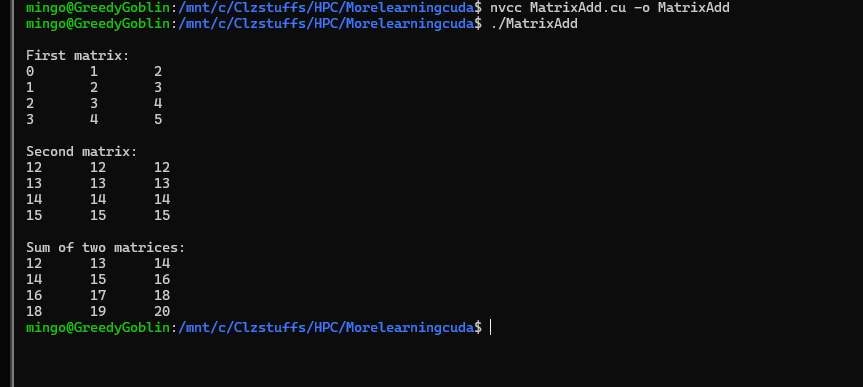 mingo@GreedyGoblin:/mnt/c/Clzstuffs/HPC/Morelearningcuda$ nvcc MatrixAdd.cu -o MatrixAdd
mingo@GreedyGoblin:/mnt/c/Clzstuffs/HPC/Morelearningcuda$ ./MatrixAdd
First matrix:
0 1 2
1 2 3
2 3 4
3 4 5
Second matrix:
12 12 12
13 13 13
14 14 14
15 15 15
Sum of two matrices:
12 13 14
14 15 16
16 17 18
18 19 20
mingo@GreedyGoblin:/mnt/c/Clzstuffs/HPC/Morelearningcuda$